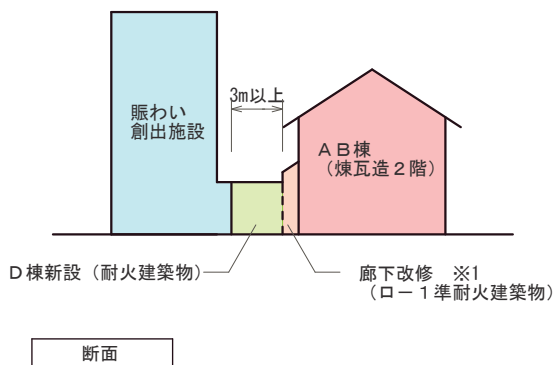 3m以上
賑わい
創出施設
AB棟
(煉瓦造2階)
D棟新設(耐火建築物)
廊下改修 ※1
(ロー1準耐火建築物)
断面